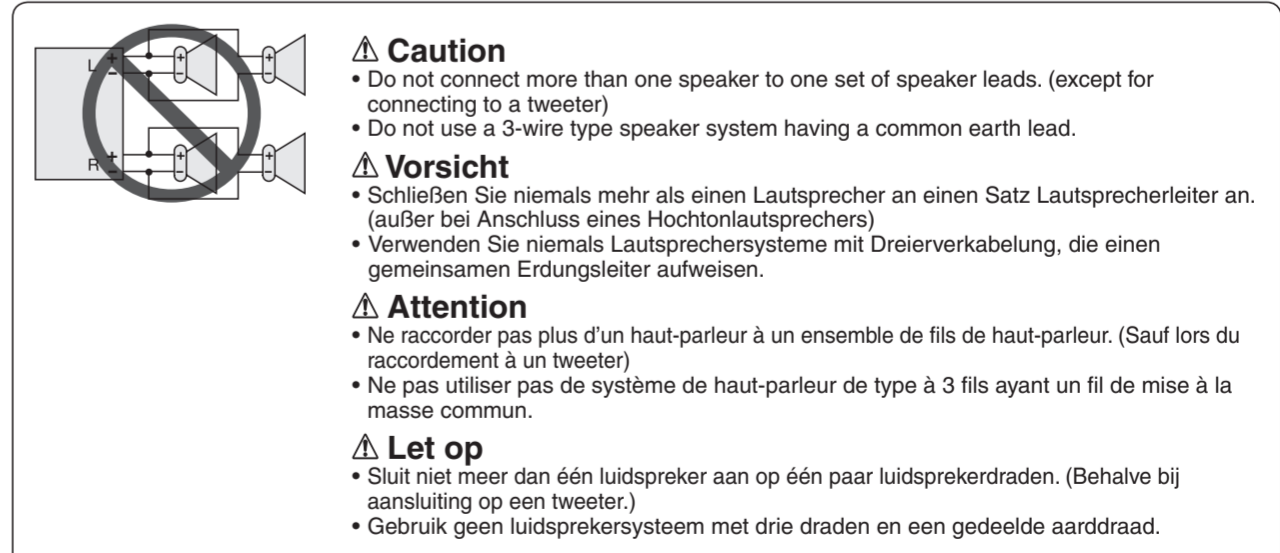 L + -
+ -
+ -
R + -
+ -
+ -
⚠ Caution
• Do not connect more than one speaker to one set of speaker leads. (except for
connecting to a tweeter)
• Do not use a 3-wire type speaker system having a common earth lead.
⚠ Vorsicht
• Schließen Sie niemals mehr als einen Lautsprecher an einen Satz Lautsprecherleiter an.
(außer bei Anschluss eines Hochtonlautsprechers)
• Verwenden Sie niemals Lautsprechersysteme mit Dreierverkabelung, die einen
gemeinsamen Erdungsleiter aufweisen.
⚠ Attention
• Ne raccorder pas plus d’un haut-parleur à un ensemble de fils de haut-parleur. (Sauf lors du
raccordement à un tweeter)
• Ne pas utiliser pas de système de haut-parleur de type à 3 fils ayant un fil de mise à la
masse commun.
⚠ Let op
• Sluit niet meer dan één luidspreker aan op één paar luidsprekerdraden. (Behalve bij
aansluiting op een tweeter.)
• Gebruik geen luidsprekersysteem met drie draden en een gedeelde aarddraad.